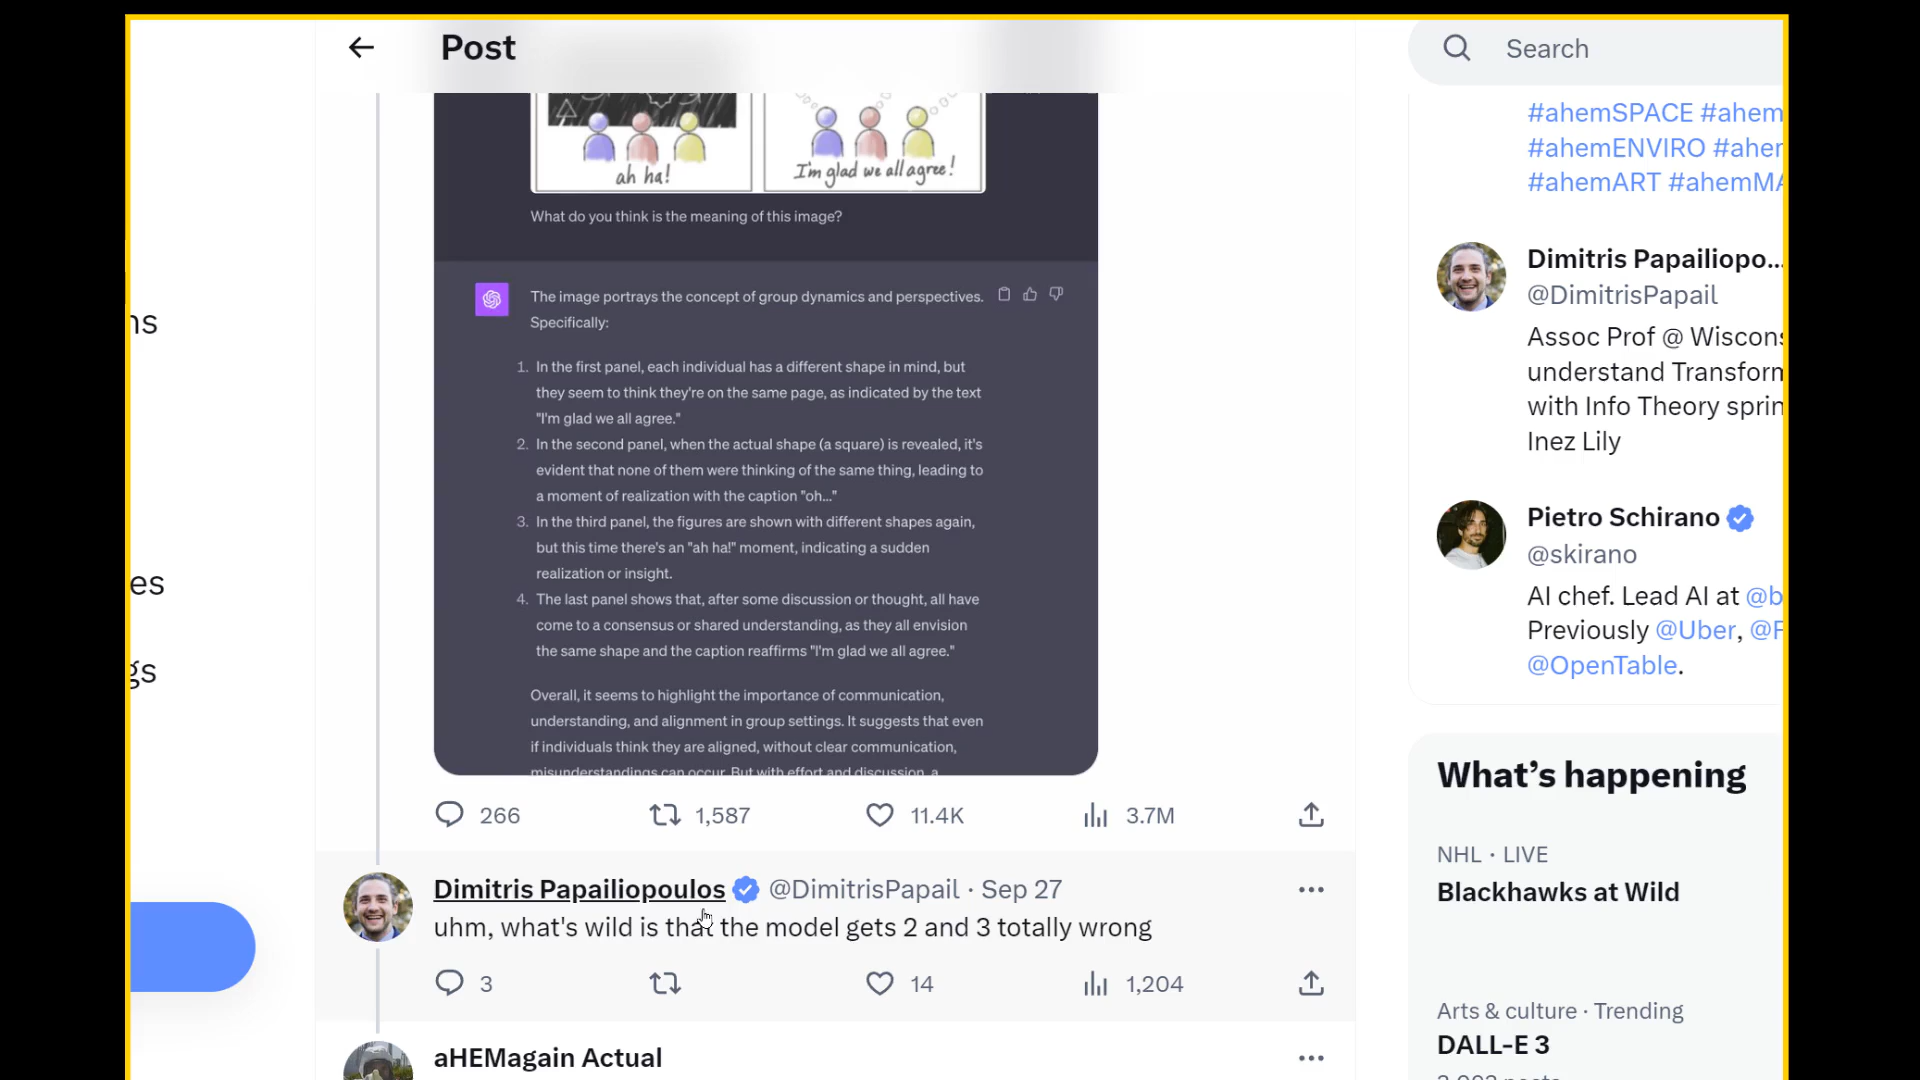 Post
Search
ah ha!
I'm glad we all agree!
What do you think is the meaning of this image?
The image portrays the concept of group dynamics and perspectives.
Specifically:
1. In the first panel, each individual has a different shape in mind, but
they seem to think they're on the same page, as indicated by the text
"I'm glad we all agree."
2. In the second panel, when the actual shape (a square) is revealed, it's
evident that none of them were thinking of the same thing, leading to
a moment of realization with the caption "oh..."
3. In the third panel, the figures are shown with different shapes again,
but this time there's an "ah ha!" moment, indicating a sudden
realization or insight.
4. The last panel shows that, after some discussion or thought, all have
come to a consensus or shared understanding, as they all envision
the same shape and the caption reaffirms "I'm glad we all agree."
Overall, it seems to highlight the importance of communication,
understanding, and alignment in group settings. It suggests that even
if individuals think they are aligned, without clear communication,
misunderstandings can occur. But with effort and discussion, a
266 1,587 11.4K 3.7M
Dimitris Papailiopoulos @DimitrisPapail · Sep 27
uhm, what's wild is that the model gets 2 and 3 totally wrong
3 14 1,204
aHEMagain Actual
ns
es
gs
#ahemSPACE #ahem
#ahemENVIRO #aher
#ahemART #ahemMA
Dimitris Papailiopo...
@DimitrisPapail
Assoc Prof @ Wiscons
understand Transform
with Info Theory sprin
Inez Lily
Pietro Schirano
@skirano
AI chef. Lead AI at @b
Previously @Uber, @F
@OpenTable.
What's happening
NHL · LIVE
Blackhawks at Wild
Arts & culture · Trending
DALL-E 3